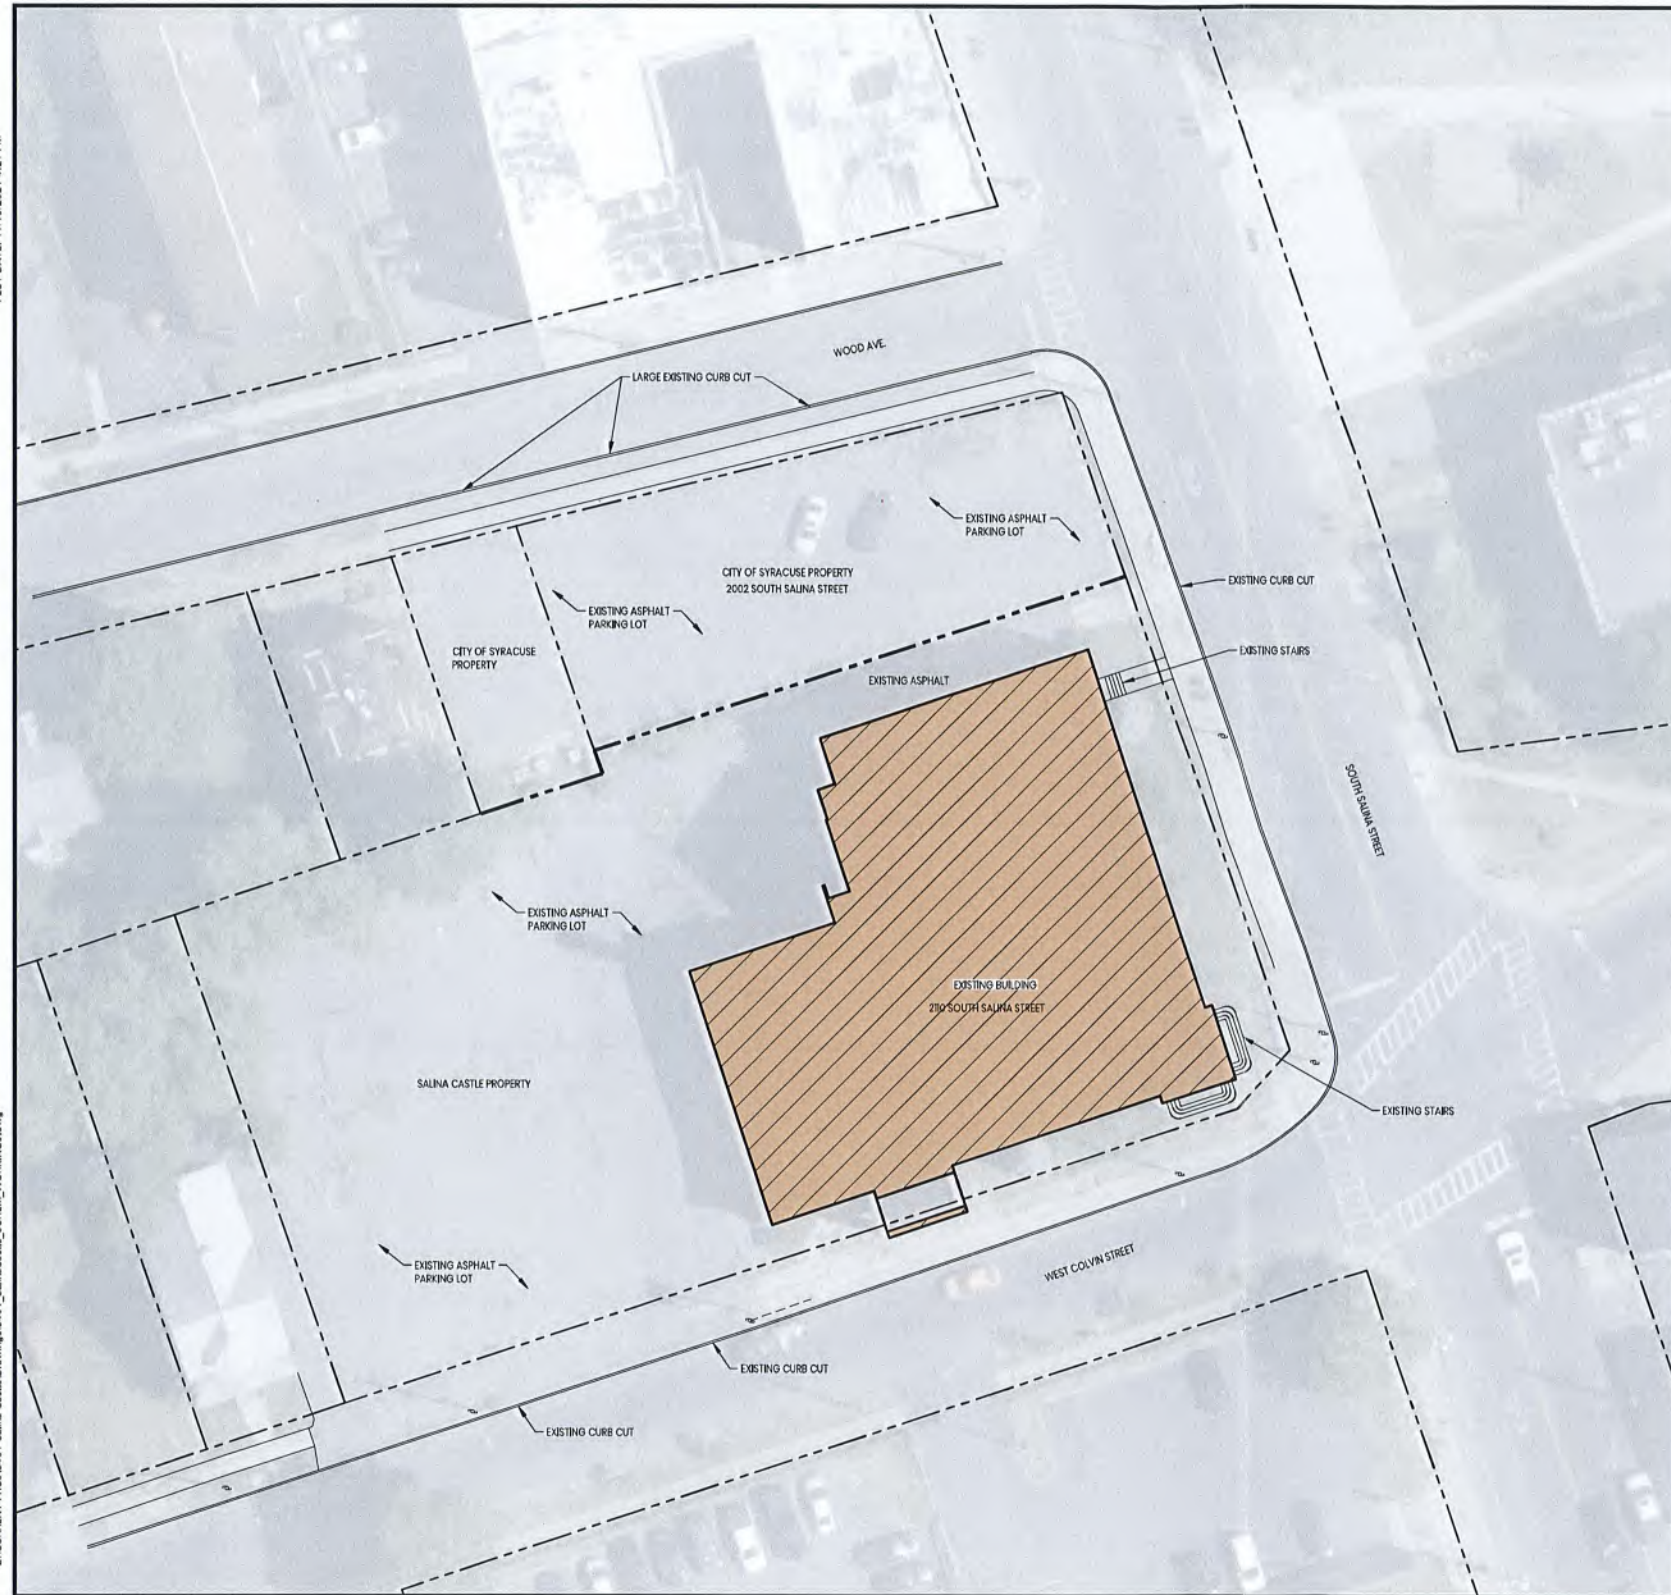 WOOD AVE.
LARGE EXISTING CURB CUT
EXISTING ASPHALT
PARKING LOT
CITY OF SYRACUSE PROPERTY
2002 SOUTH SALINA STREET
EXISTING CURB CUT
EXISTING ASPHALT
PARKING LOT
CITY OF SYRACUSE
PROPERTY
EXISTING STAIRS
EXISTING ASPHALT
SOUTH SALINA STREET
EXISTING ASPHALT
PARKING LOT
EXISTING BUILDING
2110 SOUTH SALINA STREET
SALINA CASTLE PROPERTY
EXISTING STAIRS
EXISTING ASPHALT
PARKING LOT
WEST COLVIN STREET
EXISTING CURB CUT
EXISTING CURB CUT